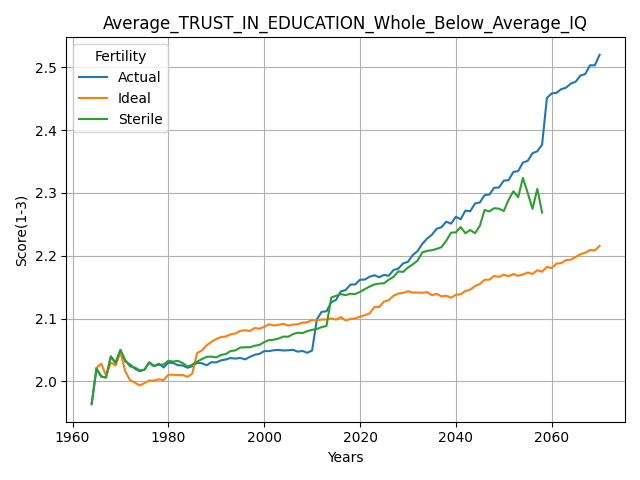 Average_TRUST_IN_EDUCATION_Whole_Below_Average_IQ
Fertility
Actual
Ideal
Sterile
Score(1-3)
2.5
2.4
2.3
2.2
2.1
2.0
1960
1980
2000
2020
2040
2060
Years